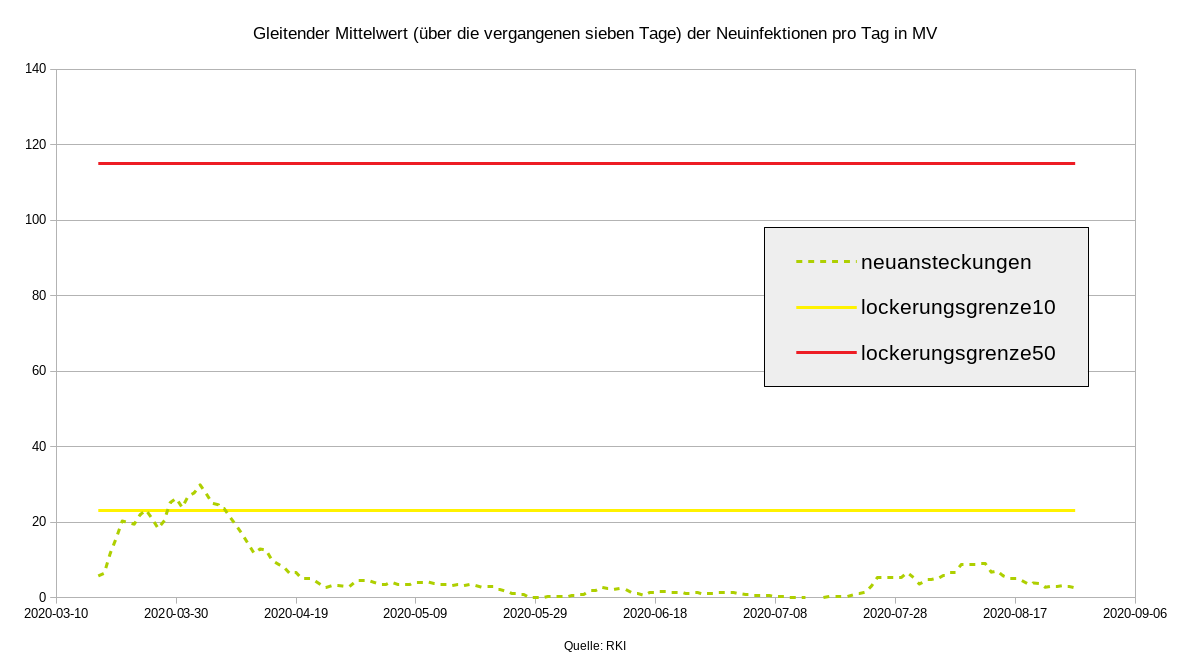 Gleitender Mittelwert (über die vergangenen sieben Tage) der Neuinfektionen pro Tag in MV
140
120
100
80
60
40
20
0
neuansteckungen
lockerungsgrenze10
lockerungsgrenze50
2020-03-10 2020-03-30 2020-04-19 2020-05-09 2020-05-29 2020-06-18 2020-07-08 2020-07-28 2020-08-17 2020-09-06
Quelle: RKI